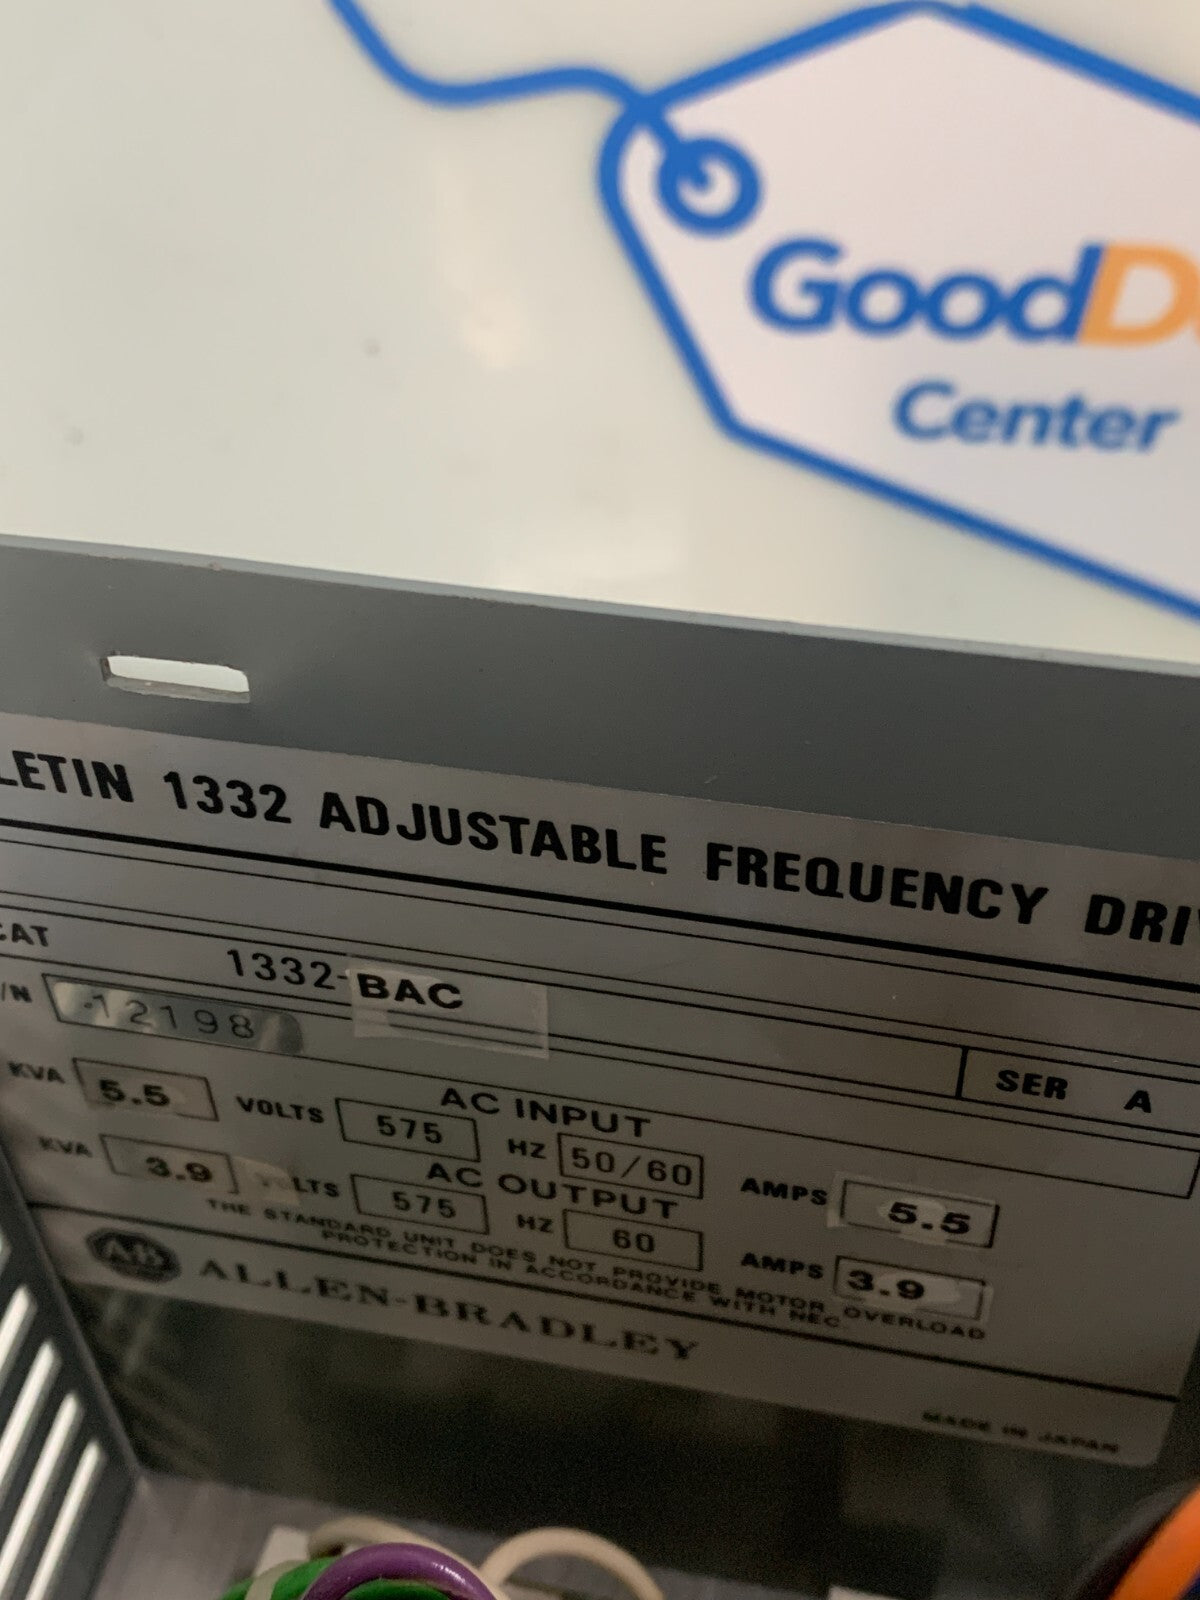 GoodD
Center
LETIN 1332 ADJUSTABLE FREQUENCY DRI
CAT 1332-BAC
/N 12198
SER A
AC INPUT
KVA 5.5 VOLTS 575 HZ 50/60 AMPS 5.5
AC OUTPUT
KVA 3.9 LTS 575 HZ 60 AMPS 3.9
THE STANDARD UNIT DOES NOT PROVIDE MOTOR OVERLOAD
PROTECTION IN ACCORDANCE WITH NEC
AB ALLEN-BRADLEY
MADE IN JAPAN